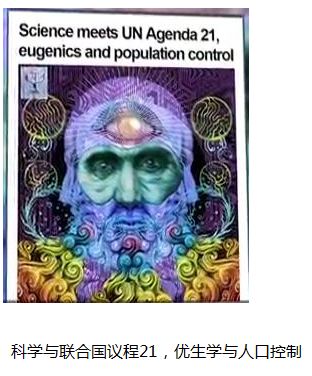 Science meets UN Agenda 21,
eugenics and population control
科学与联合国议程21，优生学与人口控制